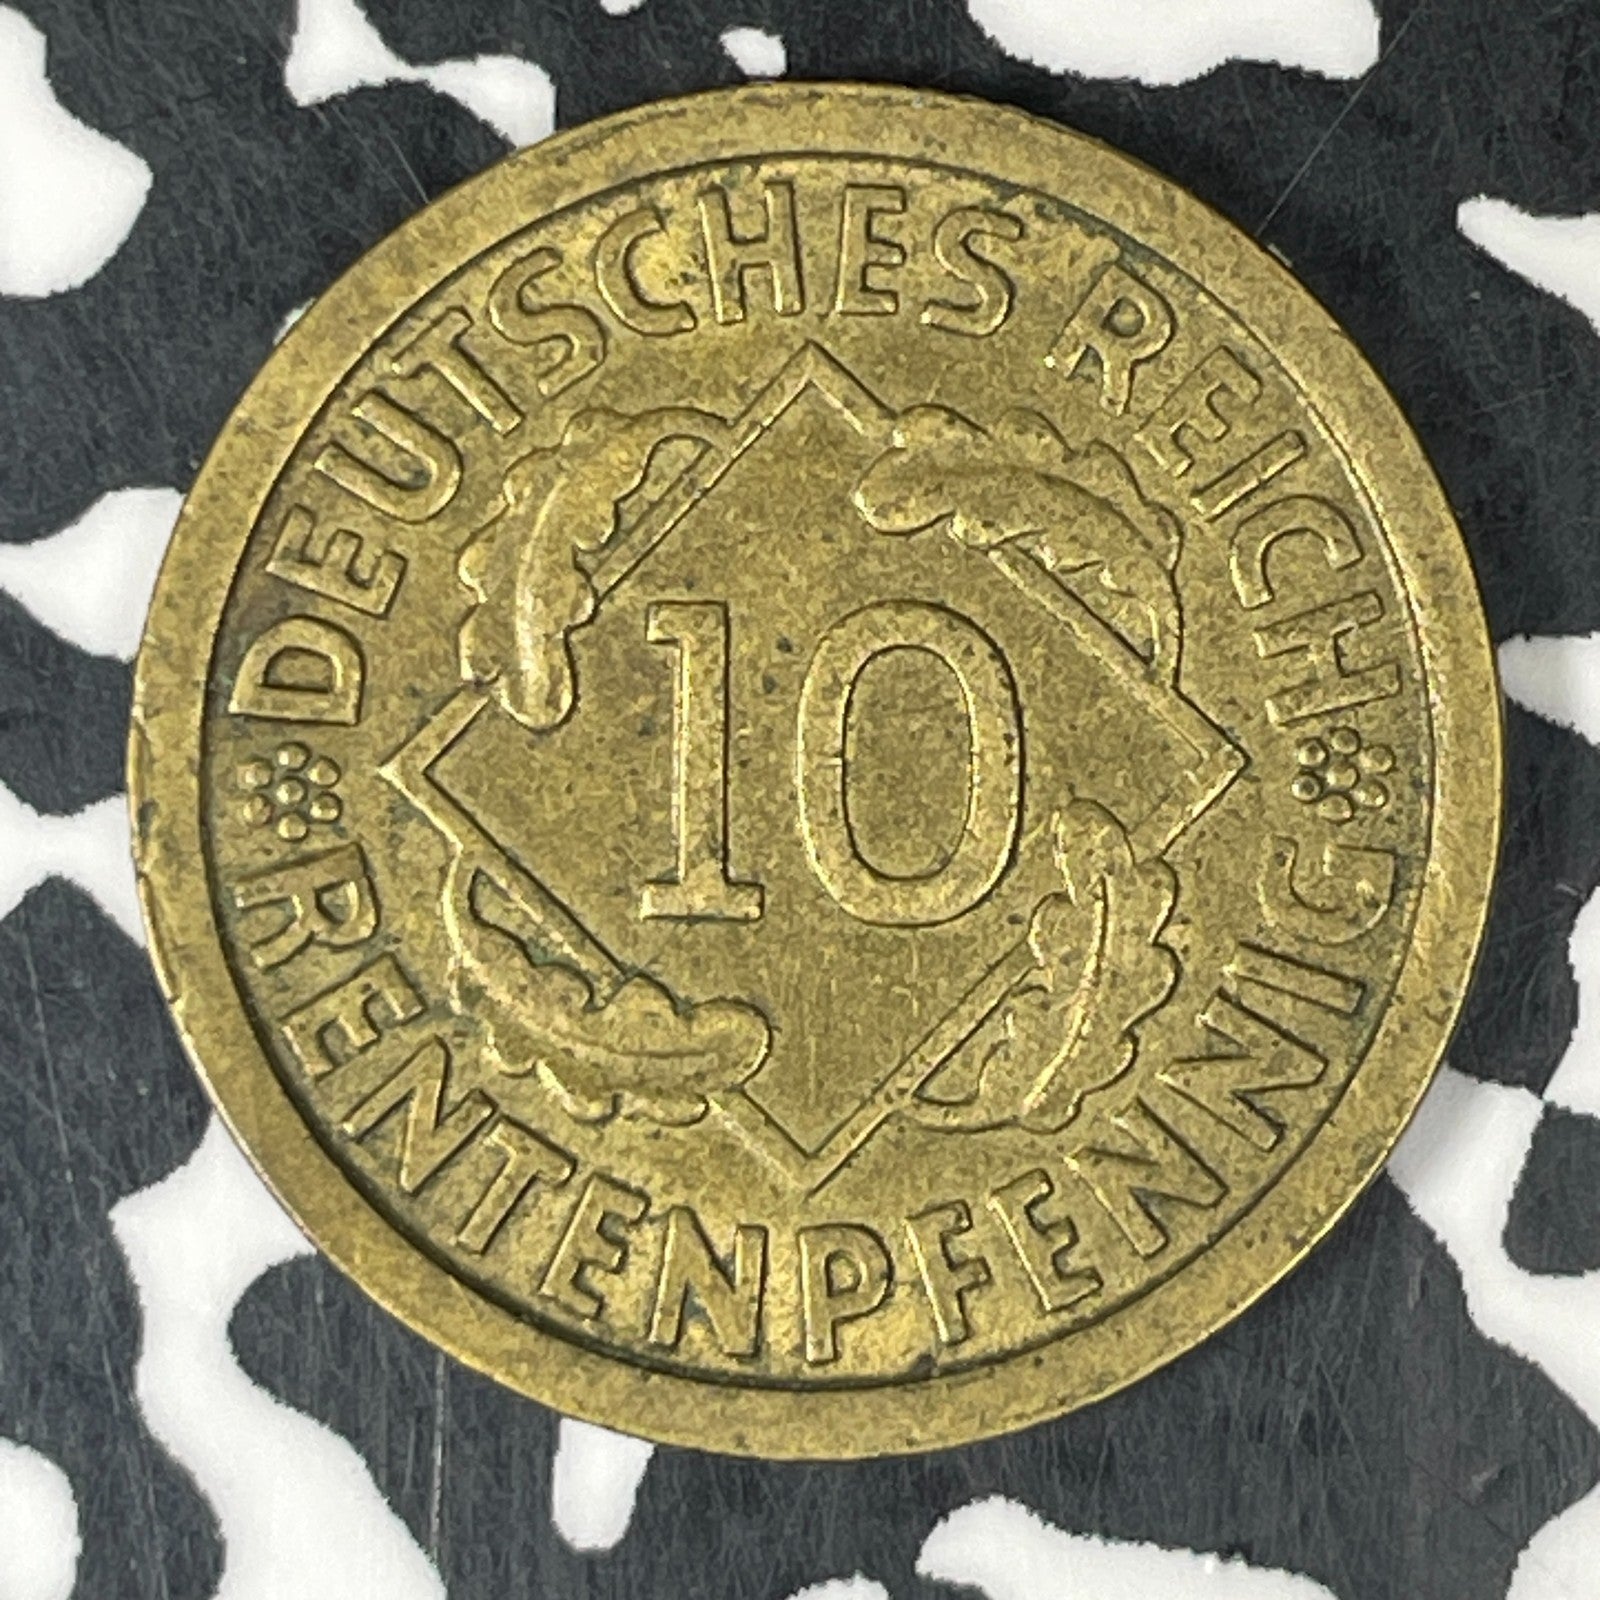 DEUTSCHES REICH
10
RENTENPFENNIG